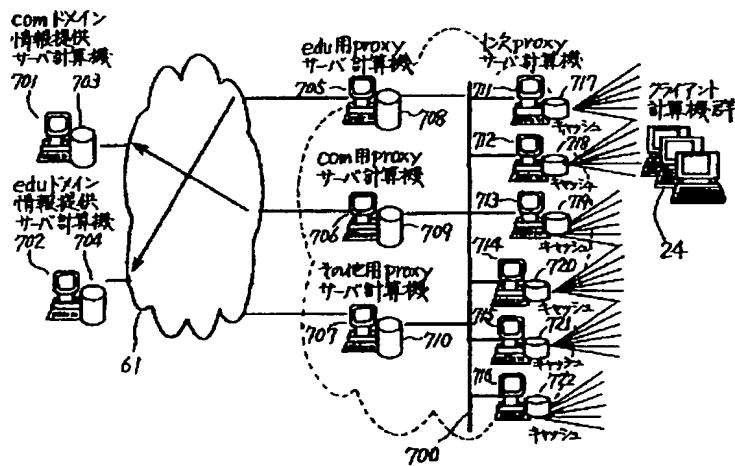 comドメイン
情報提供
サーバ計算機
701
703
eduドメイン
情報提供
サーバ計算機
702
704
61
edu用proxy
サーバ計算機
705
708
com用proxy
サーバ計算機
706
709
その他用proxy
サーバ計算機
707
710
上次proxy
サーバ計算機
711
717
キャッシュ
712
718
キャッシュ
713
719
キャッシュ
714
720
キャッシュ
715
721
キャッシュ
716
722
キャッシュ
700
クライアント
計算機群
24